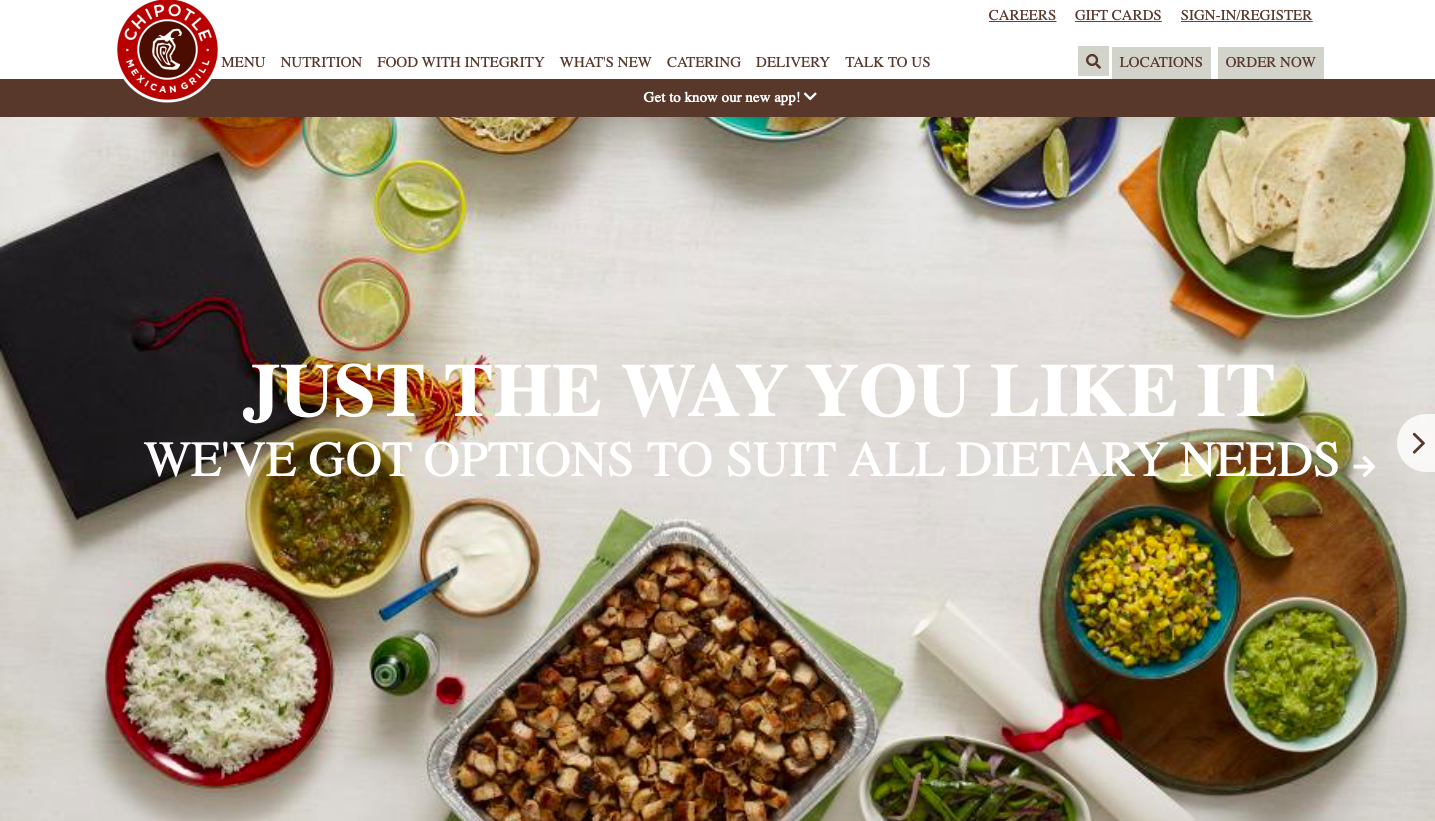 CHIPOTLE
MEXICAN GRILL
CAREERS GIFT CARDS SIGN-IN/REGISTER
MENU NUTRITION FOOD WITH INTEGRITY WHAT'S NEW CATERING DELIVERY TALK TO US LOCATIONS ORDER NOW
Get to know our new app!
JUST THE WAY YOU LIKE IT
WE'VE GOT OPTIONS TO SUIT ALL DIETARY NEEDS